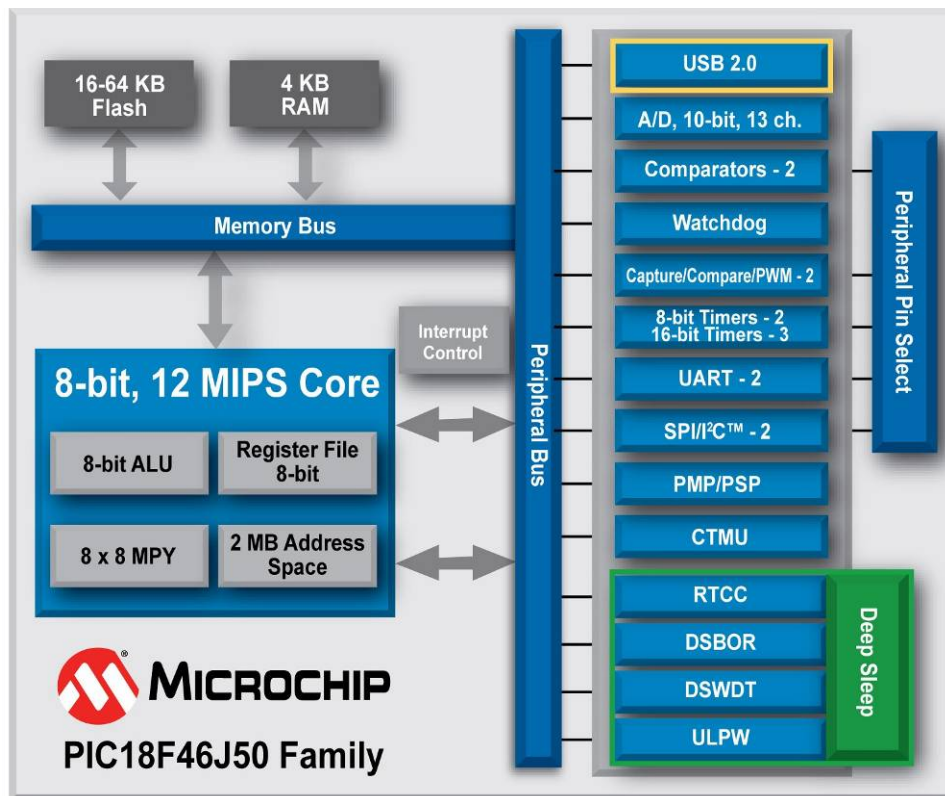 16-64 KB
Flash
4 KB
RAM
Memory Bus
Interrupt
Control
8-bit, 12 MIPS Core
8-bit ALU
Register File
8-bit
8 x 8 MPY
2 MB Address
Space
MICROCHIP
®
PIC18F46J50 Family
Peripheral Bus
USB 2.0
A/D, 10-bit, 13 ch.
Comparators - 2
Watchdog
Capture/Compare/PWM - 2
8-bit Timers - 2
16-bit Timers - 3
UART - 2
SPI/I²C™ - 2
PMP/PSP
CTMU
RTCC
DSBOR
DSWDT
ULPW
Deep Sleep
Peripheral Pin Select